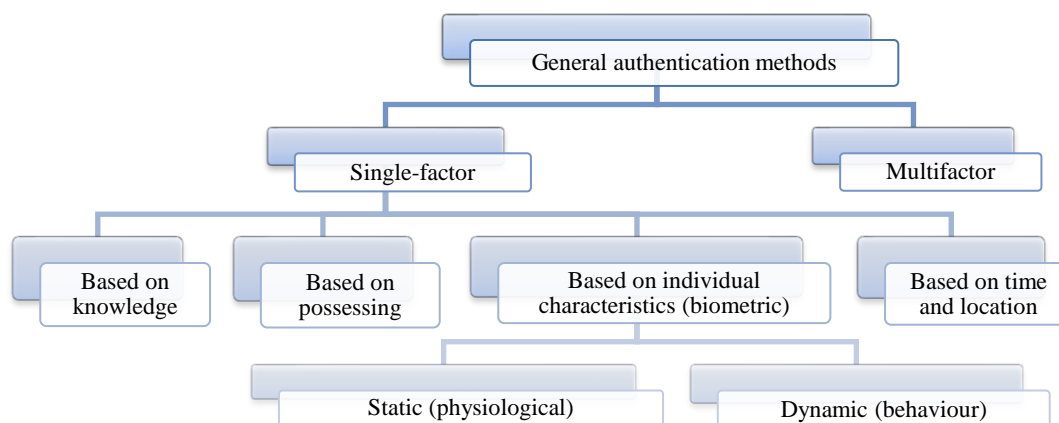 General authentication methods
Single-factor
Multifactor
Based on
knowledge
Based on
possessing
Based on individual
characteristics (biometric)
Based on time
and location
Static (physiological)
Dynamic (behaviour)